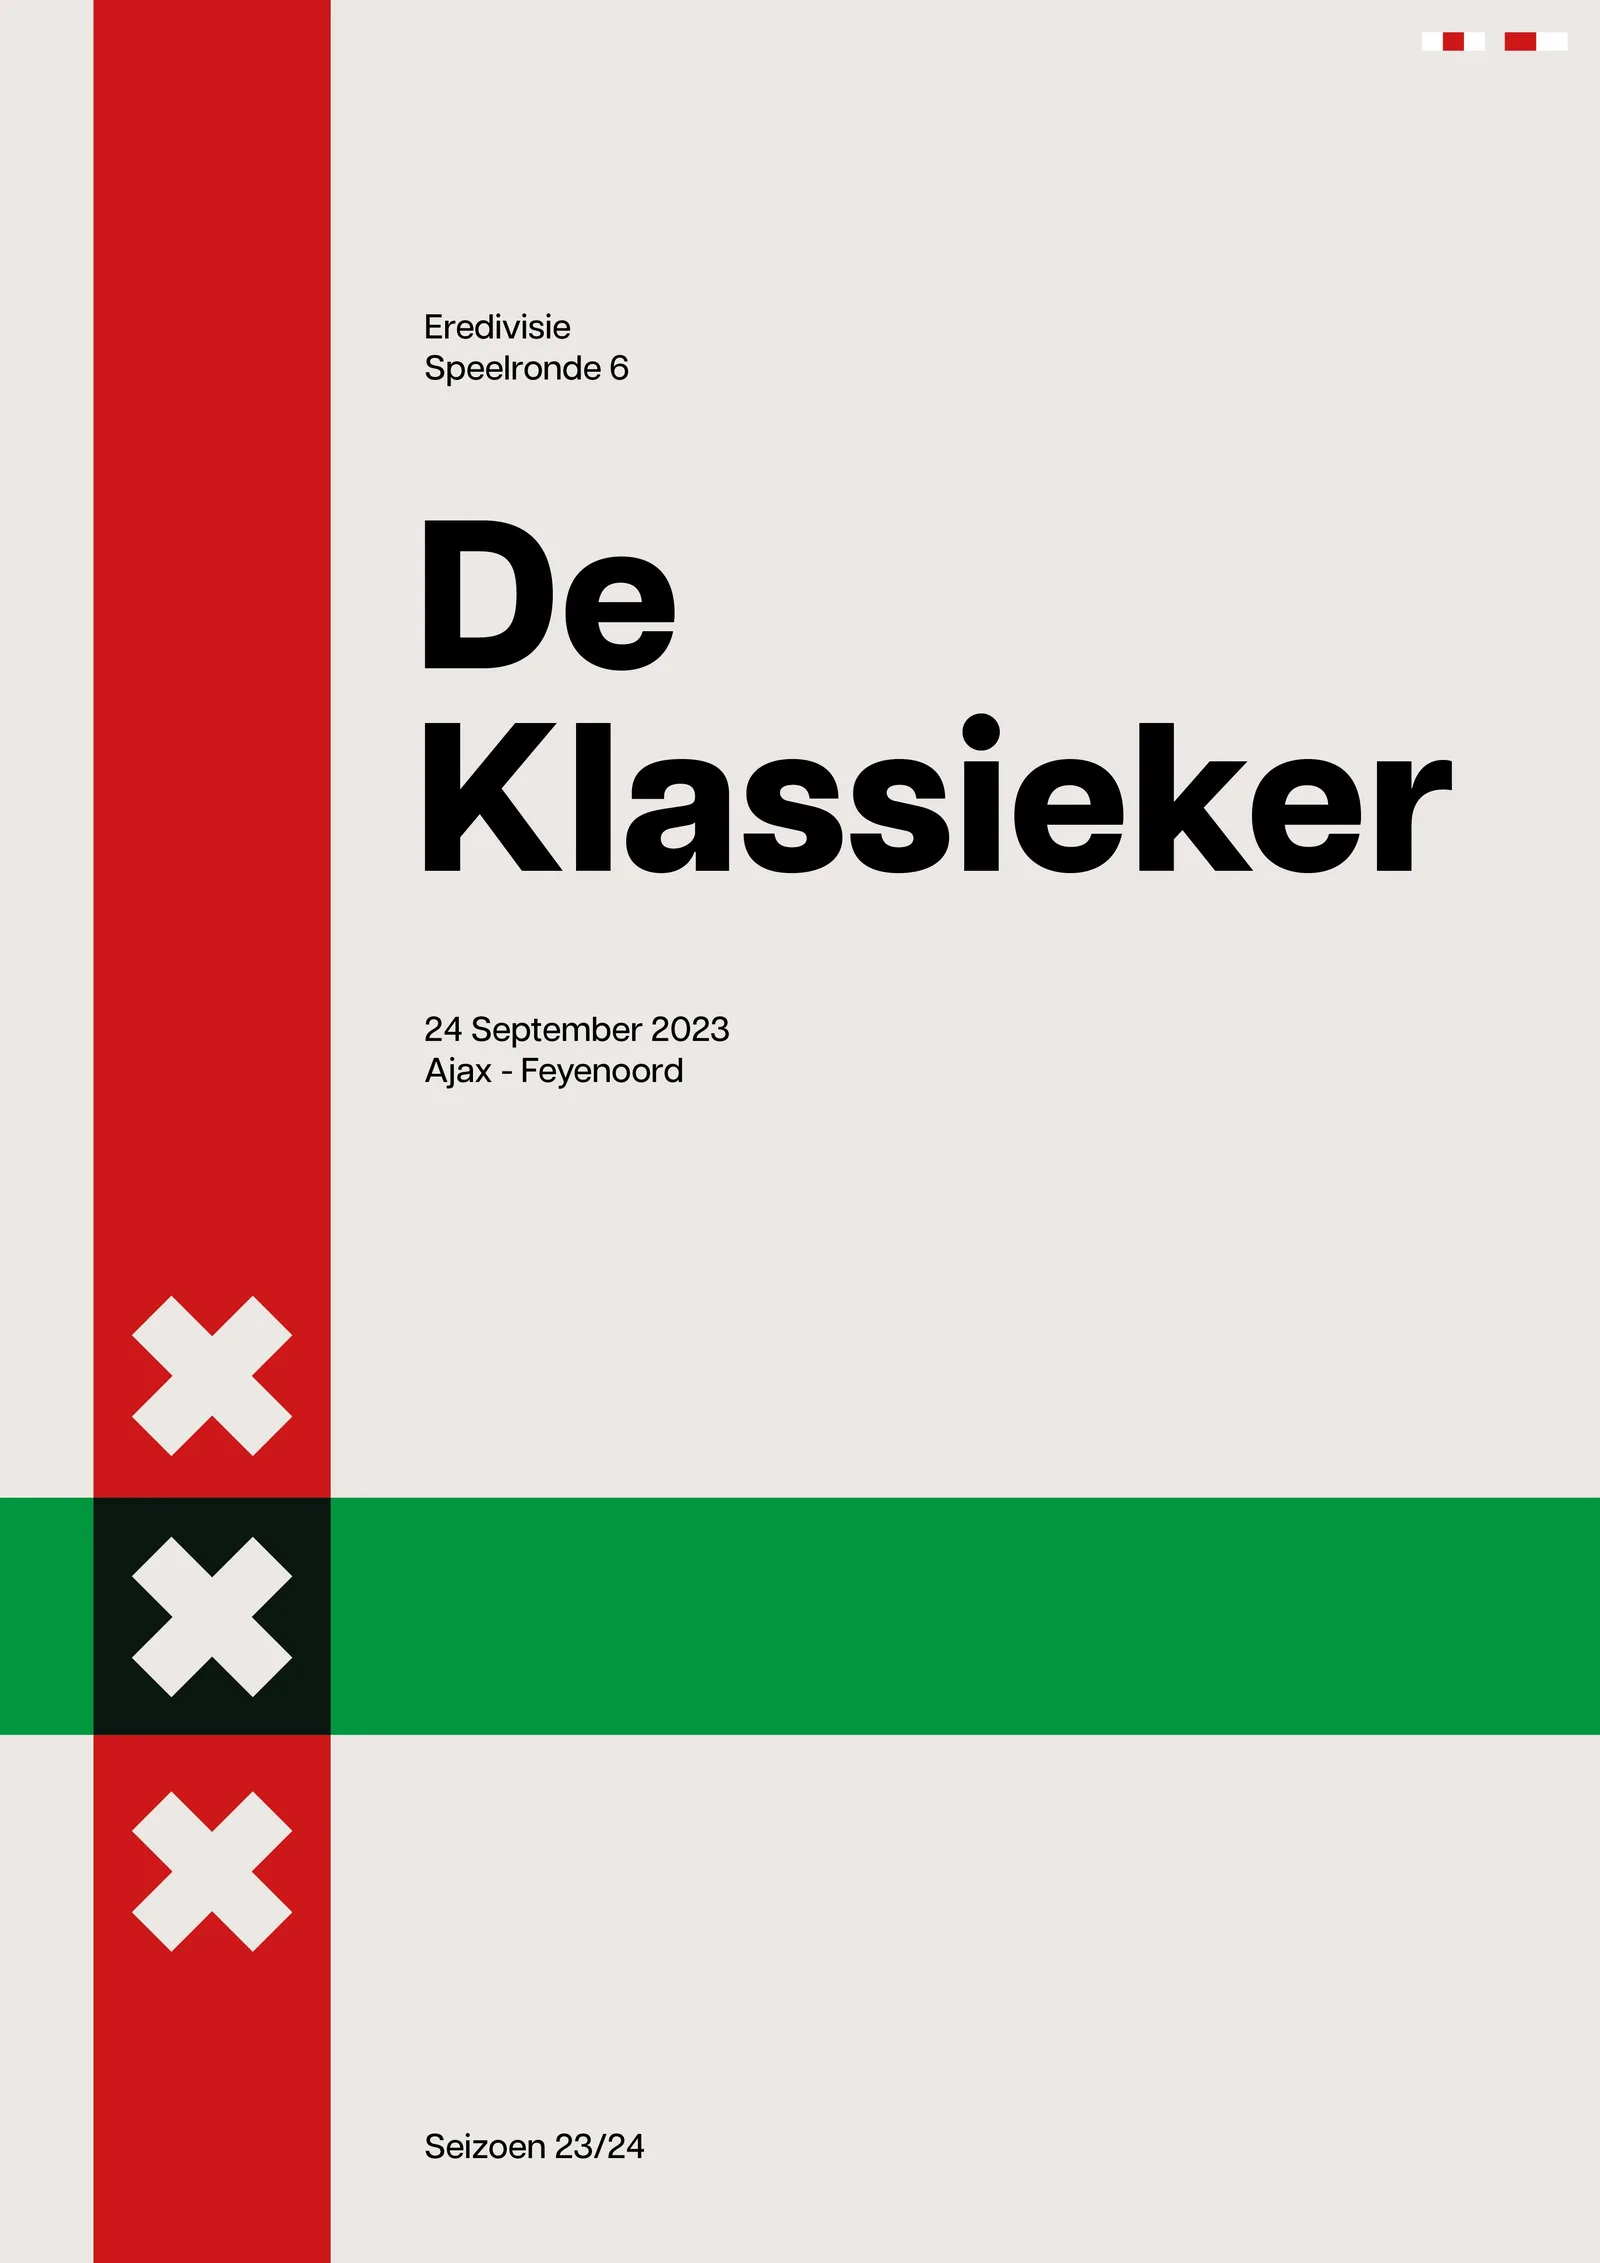 Eredivisie
Speelronde 6
De
Klassieker
24 September 2023
Ajax - Feyenoord
Seizoen 23/24